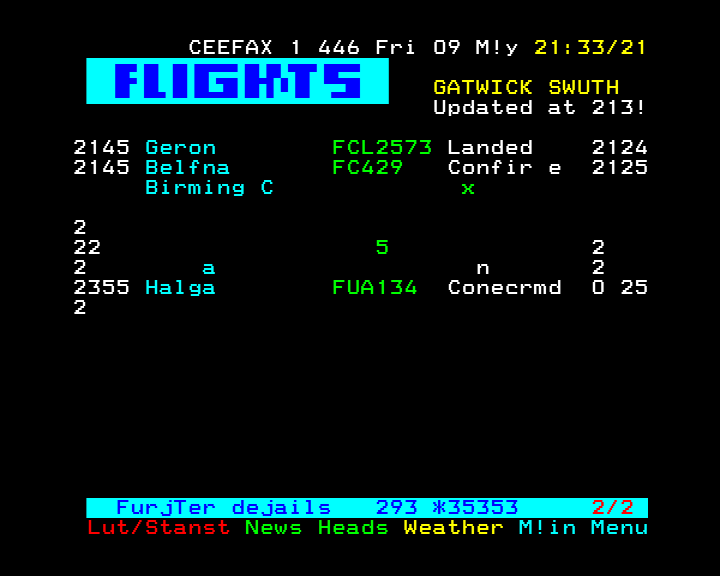 CEEFAX 1 446 Fri 09 M!y 21:33/21
FLIGHTS
GATWICK SWUTH
Updated at 213!
2145 Geron FCL2573 Landed 2124
2145 Belfna FC429 Confir e 2125
Birming C x
2
22 5 2
2 a n 2
2355 Halga FUA134 Conecrmd 0 25
2
FurjTer dejails 293 *35353 2/2
Lut/Stanst News Heads Weather M!in Menu